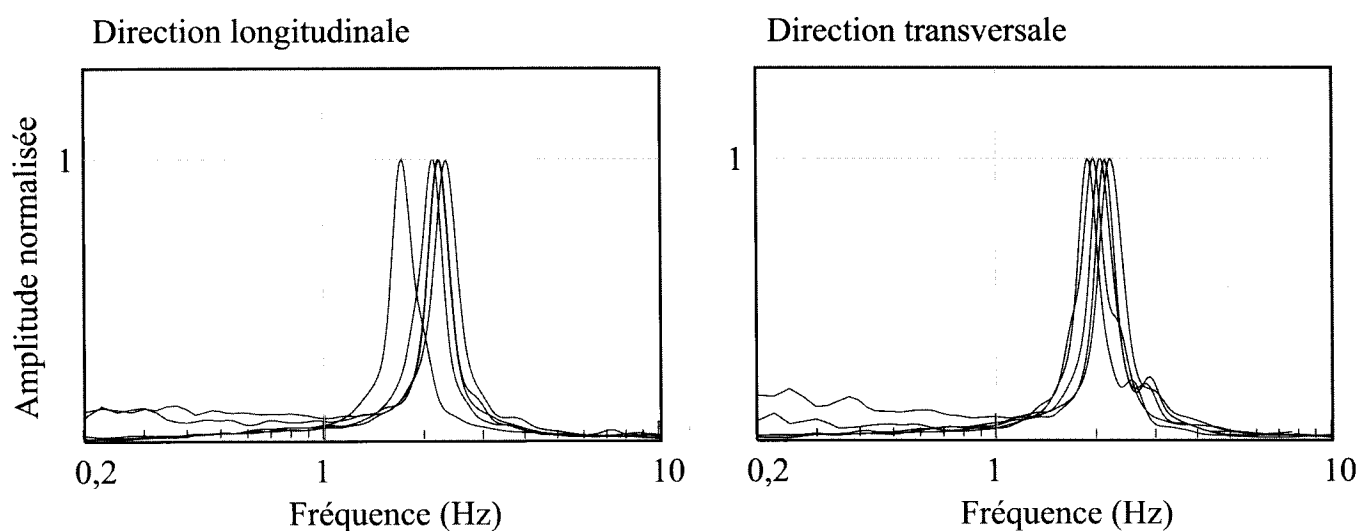 Direction longitudinale
Amplitude normalisée
1
0,2
1
10
Fréquence (Hz)
Direction transversale
1
0,2
1
10
Fréquence (Hz)